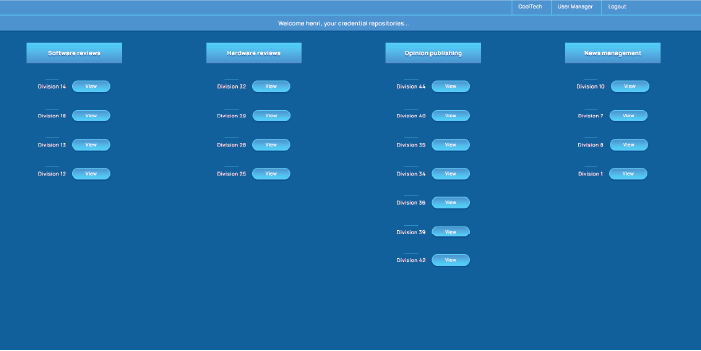 CoolTech User Manager Logout
Welcome henri, your credential repositories...
Software reviews
Division 14 View
Division 18 View
Division 13 View
Division 12 View
Hardware reviews
Division 32 View
Division 29 View
Division 28 View
Division 25 View
Opinion publishing
Division 44 View
Division 40 View
Division 35 View
Division 34 View
Division 36 View
Division 39 View
Division 42 View
News management
Division 10 View
Division 7 View
Division 8 View
Division 1 View